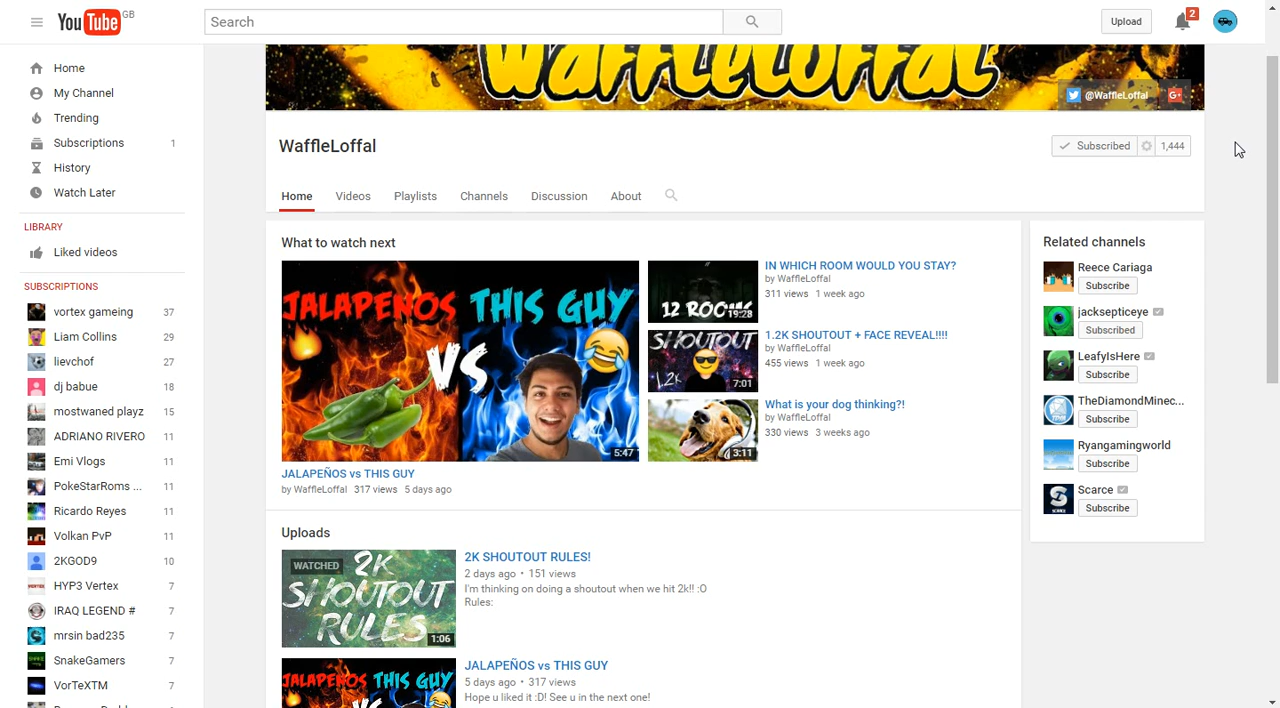 YouTube GB
Search
Upload
2
WaffleLoffal
@WaffleLoffal
G+
Home
My Channel
Trending
Subscriptions 1
History
Watch Later
LIBRARY
Liked videos
SUBSCRIPTIONS
vortex gameing 37
Liam Collins 29
lievchof 27
dj babue 18
mostwaned playz 15
ADRIANO RIVERO 11
Emi Vlogs 11
PokeStarRoms ... 11
Ricardo Reyes 11
Volkan PvP 11
2KGOD9 10
HYP3 Vertex 7
IRAQ LEGEND # 7
mrsin bad235 7
SnakeGamers 7
VorTeXTM 7
WaffleLoffal
Subscribed 1,444
Home Videos Playlists Channels Discussion About
What to watch next
JALAPEÑOS VS THIS GUY
5:47
JALAPEÑOS vs THIS GUY
by WaffleLoffal 317 views 5 days ago
12 ROOMS
19:28
IN WHICH ROOM WOULD YOU STAY?
by WaffleLoffal
311 views 1 week ago
SHOUTOUT
1.2K
7:01
1.2K SHOUTOUT + FACE REVEAL!!!!
by WaffleLoffal
455 views 1 week ago
3:11
What is your dog thinking?!
by WaffleLoffal
330 views 3 weeks ago
Uploads
WATCHED
2K
SHOUTOUT
RULES
1:06
2K SHOUTOUT RULES!
2 days ago • 151 views
I'm thinking on doing a shoutout when we hit 2k!! :O
Rules:
JALAPEÑOS THIS GUY
JALAPEÑOS vs THIS GUY
5 days ago • 317 views
Hope u liked it :D! See u in the next one!
Related channels
Reece Cariaga
Subscribe
jacksepticeye
Subscribed
LeafyIsHere
Subscribe
TheDiamondMinec...
Subscribe
Ryangamingworld
Subscribe
SCARCE
Scarce
Subscribe